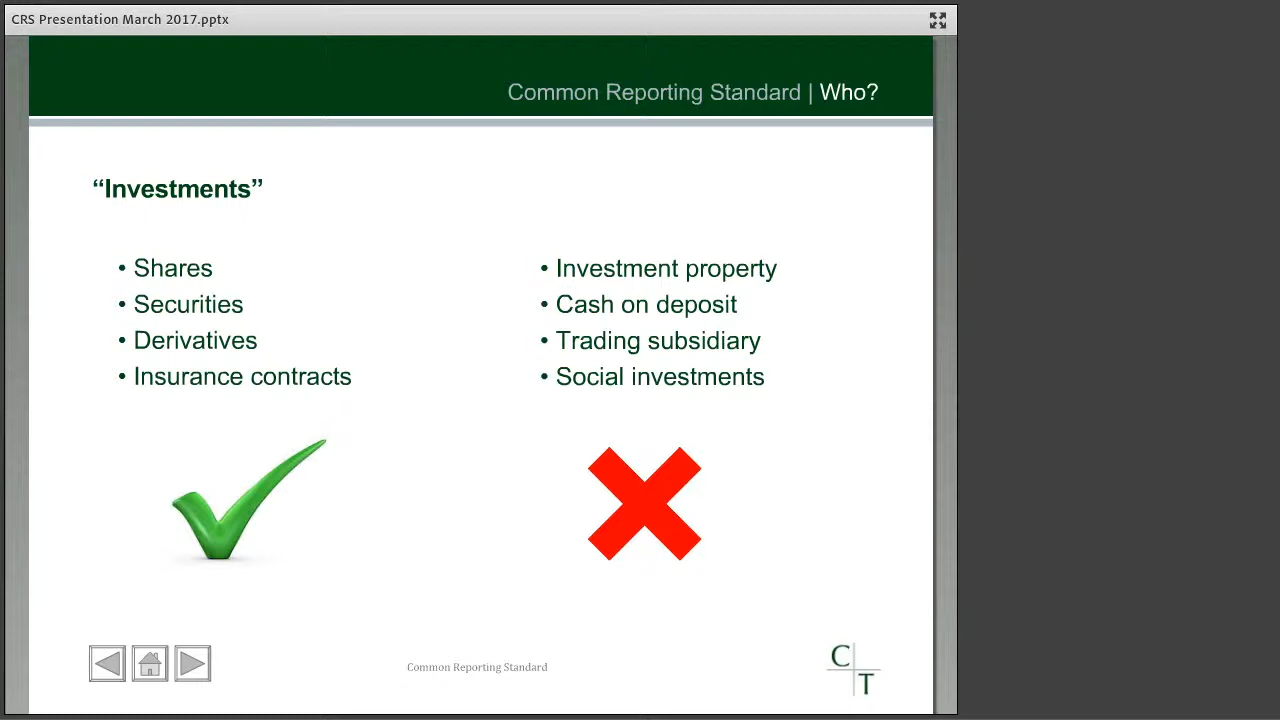 CRS Presentation March 2017.pptx
Common Reporting Standard | Who?
“Investments”
• Shares
• Securities
• Derivatives
• Insurance contracts
• Investment property
• Cash on deposit
• Trading subsidiary
• Social investments
Common Reporting Standard
C
T